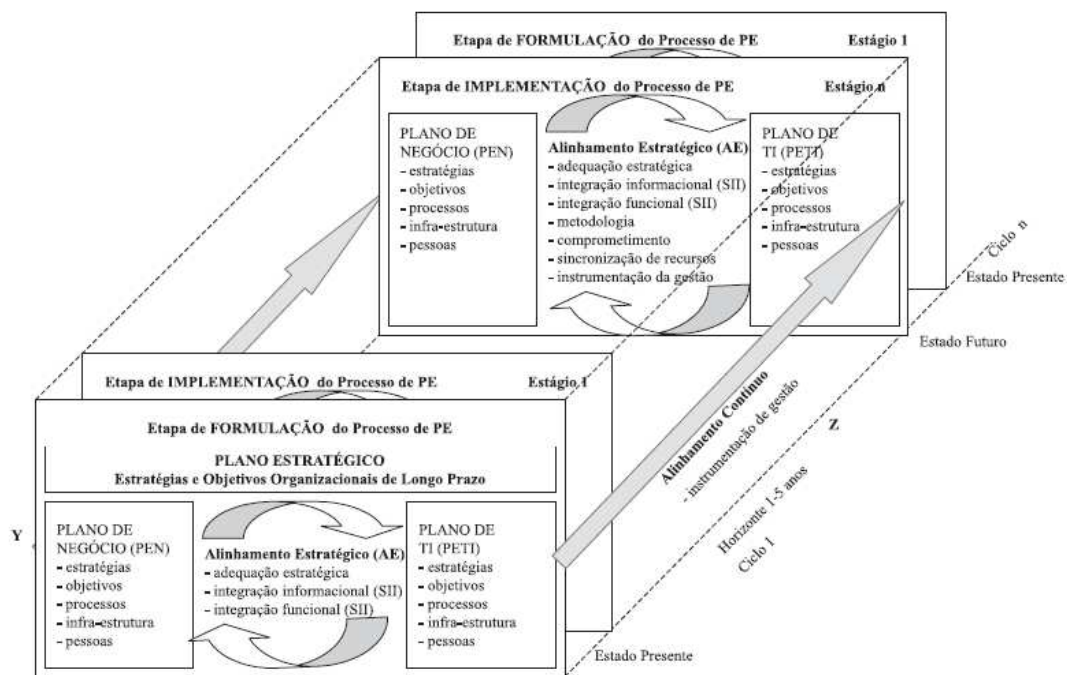 Etapa de FORMULAÇÃO do Processo de PE Estágio 1
Etapa de IMPLEMENTAÇÃO do Processo de PE Estágio n
PLANO DE
NEGÓCIO (PEN)
- estratégias
- objetivos
- processos
- infra-estrutura
- pessoas
Alinhamento Estratégico (AE)
- adequação estratégica
- integração informacional (SII)
- integração funcional (SII)
- metodologia
- comprometimento
- sincronização de recursos
- instrumentação da gestão
PLANO DE
TI (PETI)
- estratégias
- objetivos
- processos
- infra-estrutura
- pessoas
Ciclo n
Estado Presente
Estado Futuro
Alinhamento Contínuo
- instrumentação de gestão
Z
Horizonte 1-5 anos
Ciclo 1
Etapa de IMPLEMENTAÇÃO do Processo de PE Estágio 1
Etapa de FORMULAÇÃO do Processo de PE
PLANO ESTRATÉGICO
Estratégias e Objetivos Organizacionais de Longo Prazo
Y
PLANO DE
NEGÓCIO (PEN)
- estratégias
- objetivos
- processos
- infra-estrutura
- pessoas
Alinhamento Estratégico (AE)
- adequação estratégica
- integração informacional (SII)
- integração funcional (SII)
PLANO DE
TI (PETI)
- estratégias
- objetivos
- processos
- infra-estrutura
- pessoas
Estado Presente